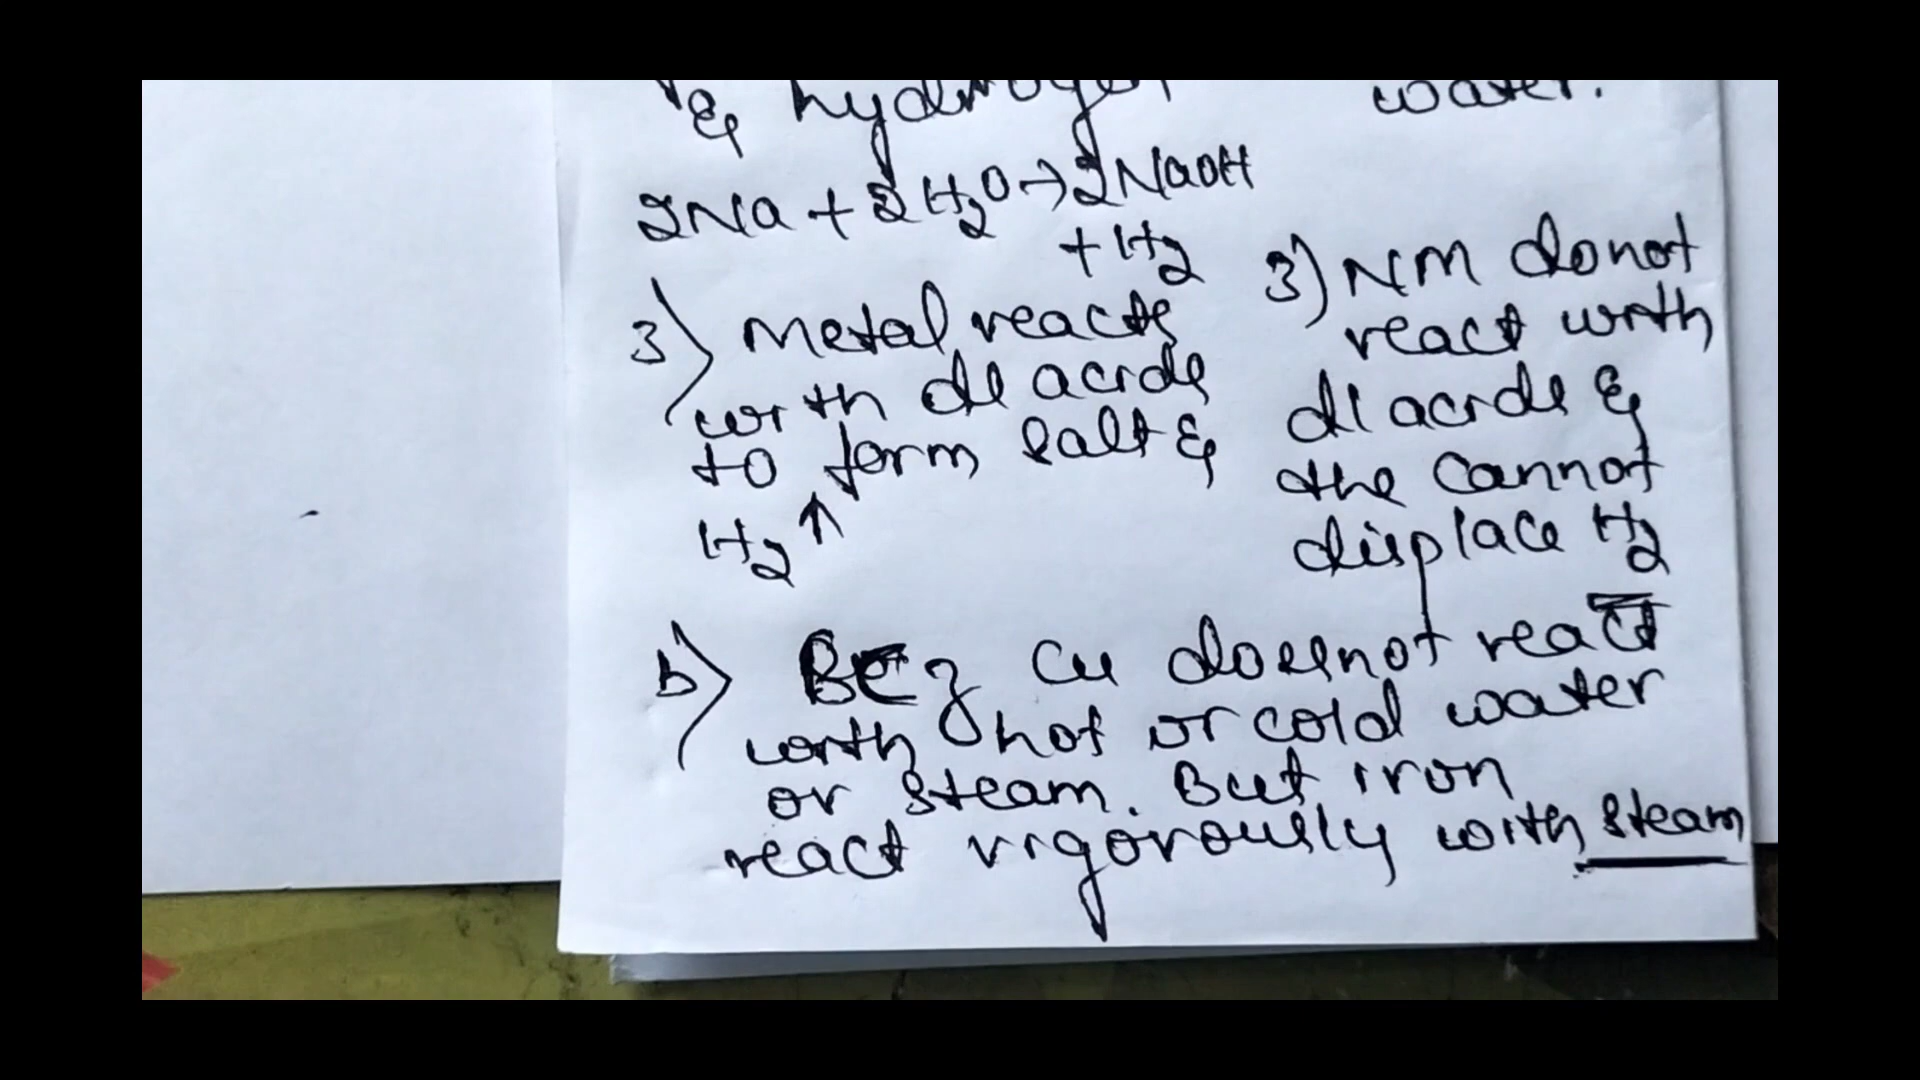 & hydrogen
2Na + 2H₂O → 2NaOH
+ H₂
3) Metal reacts
with dl acids
to form salt &
H₂ ↑
water.
3) NM donot
react with
dl acids &
the cannot
displace H₂
b) Bcz Cu doesnot react
with hot or cold water
or steam. But iron
react vigorously with steam